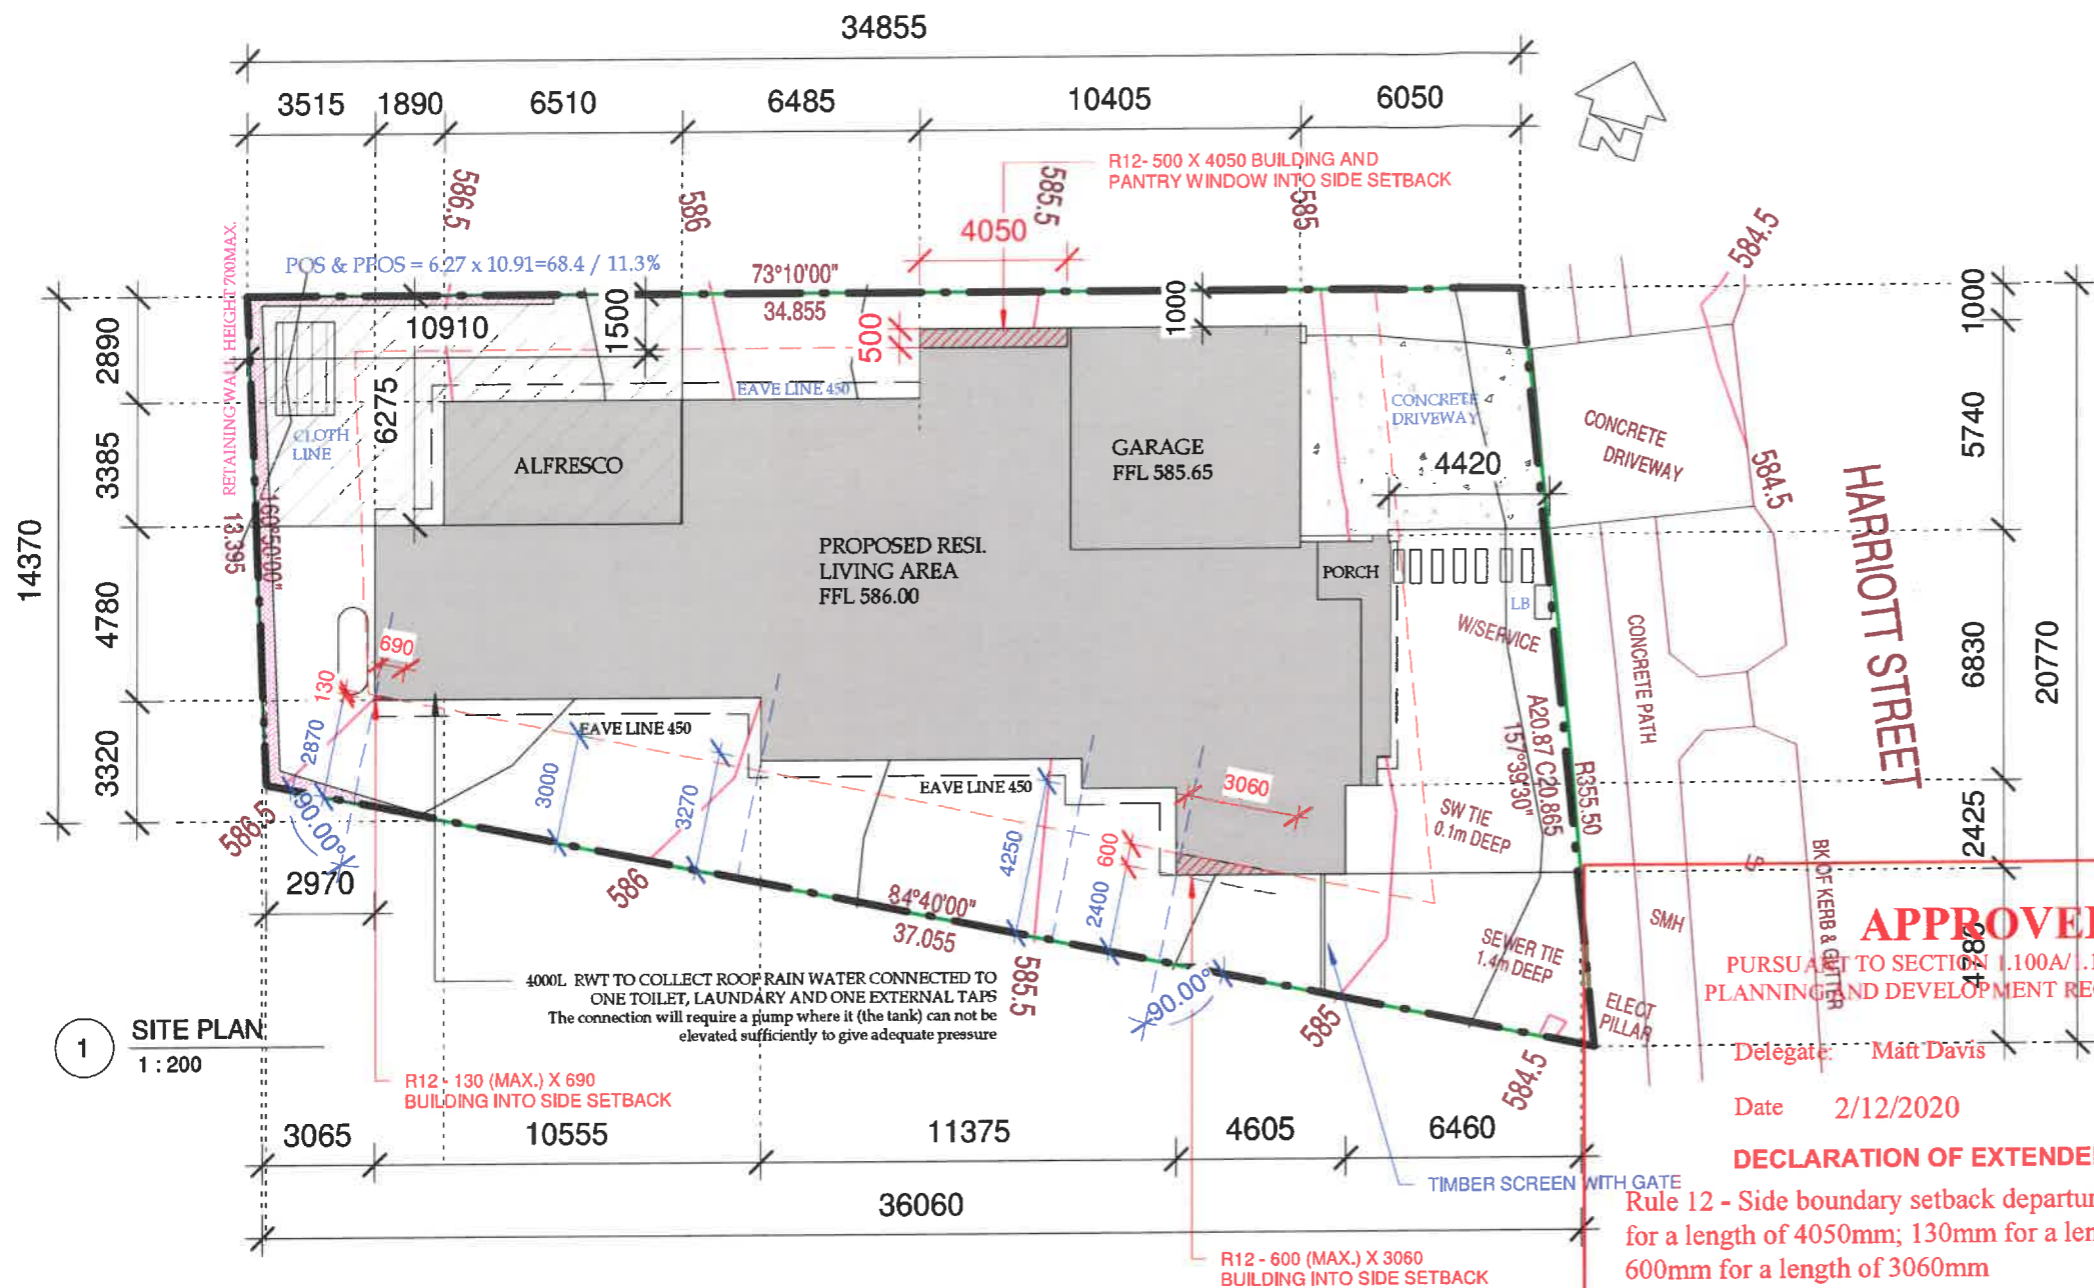 34855
3515 1890 6510 6485 10405 6050
N
R12- 500 X 4050 BUILDING AND
PANTRY WINDOW INTO SIDE SETBACK
586.5
586
585.5
585
584.5
4050
RETAINING WALL HEIGHT 700MAX.
POS & PPOS = 6.27 x 10.91=68.4 / 11.3%
73°10'00"
34.855
10910
1500
500
1000
6275
EAVE LINE 450
CLOTH
LINE
ALFRESCO
GARAGE
FFL 585.65
CONCRETE
DRIVEWAY
4420
CONCRETE
DRIVEWAY
584.5
HARRIOTT STREET
14370
2890
3385
4780
3320
1000
5740
6830
2425
4780
20770
13.395
160°50'00"
PROPOSED RESI.
LIVING AREA
FFL 586.00
PORCH
LB
W/SERVICE
CONCRETE PATH
690
130
2870
EAVE LINE 450
3000
3270
EAVE LINE 450
4250
3060
600
2400
SW TIE
0.1m DEEP
A20.87 C20.865
157°39'30"
R355.50
LP
BK OF KERB & GUTTER
SMH
586.5
90.00°
2970
586
84°40'00"
37.055
585.5
90.00°
585
SEWER TIE
1.4m DEEP
ELECT
PILLAR
584.5
4000L RWT TO COLLECT ROOF RAIN WATER CONNECTED TO
ONE TOILET, LAUNDARY AND ONE EXTERNAL TAPS
The connection will require a pump where it (the tank) can not be
elevated sufficiently to give adequate pressure
1 SITE PLAN
1 : 200
R12 - 130 (MAX.) X 690
BUILDING INTO SIDE SETBACK
3065 10555 11375 4605 6460
36060
TIMBER SCREEN WITH GATE
R12 - 600 (MAX.) X 3060
BUILDING INTO SIDE SETBACK
APPROVE
PURSUANT TO SECTION 1.100A/1.1
PLANNING AND DEVELOPMENT RE
Delegate: Matt Davis
Date 2/12/2020
DECLARATION OF EXTENDE
Rule 12 - Side boundary setback departu
for a length of 4050mm; 130mm for a len
600mm for a length of 3060mm